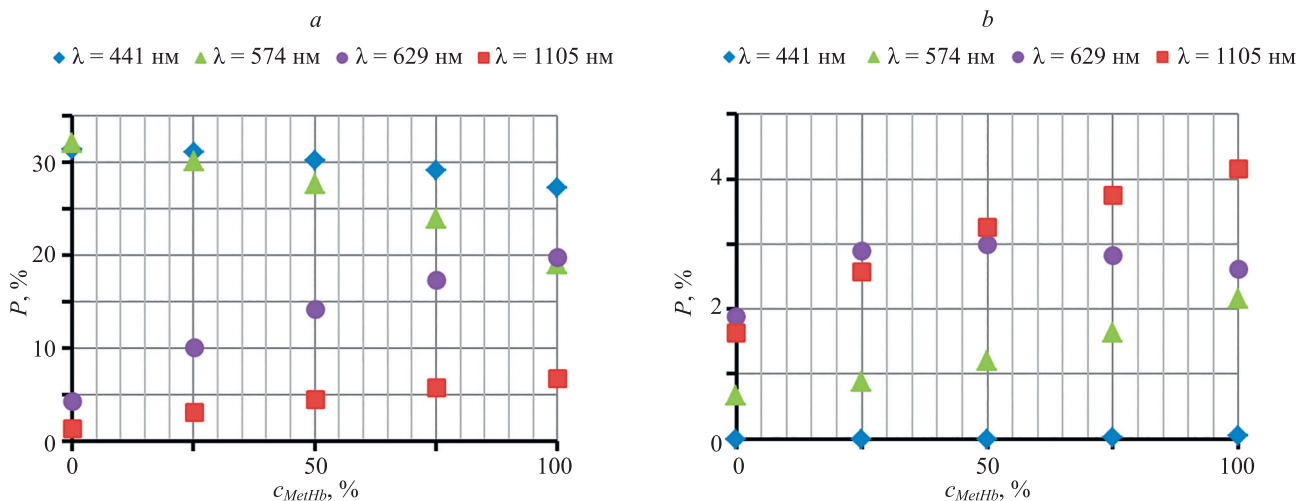 a
λ = 441 нм λ = 574 нм λ = 629 нм λ = 1105 нм
30
20
10
0
P, %
0 50 100
c_MetHb, %
b
λ = 441 нм λ = 574 нм λ = 629 нм λ = 1105 нм
4
2
0
P, %
0 50 100
c_MetHb, %